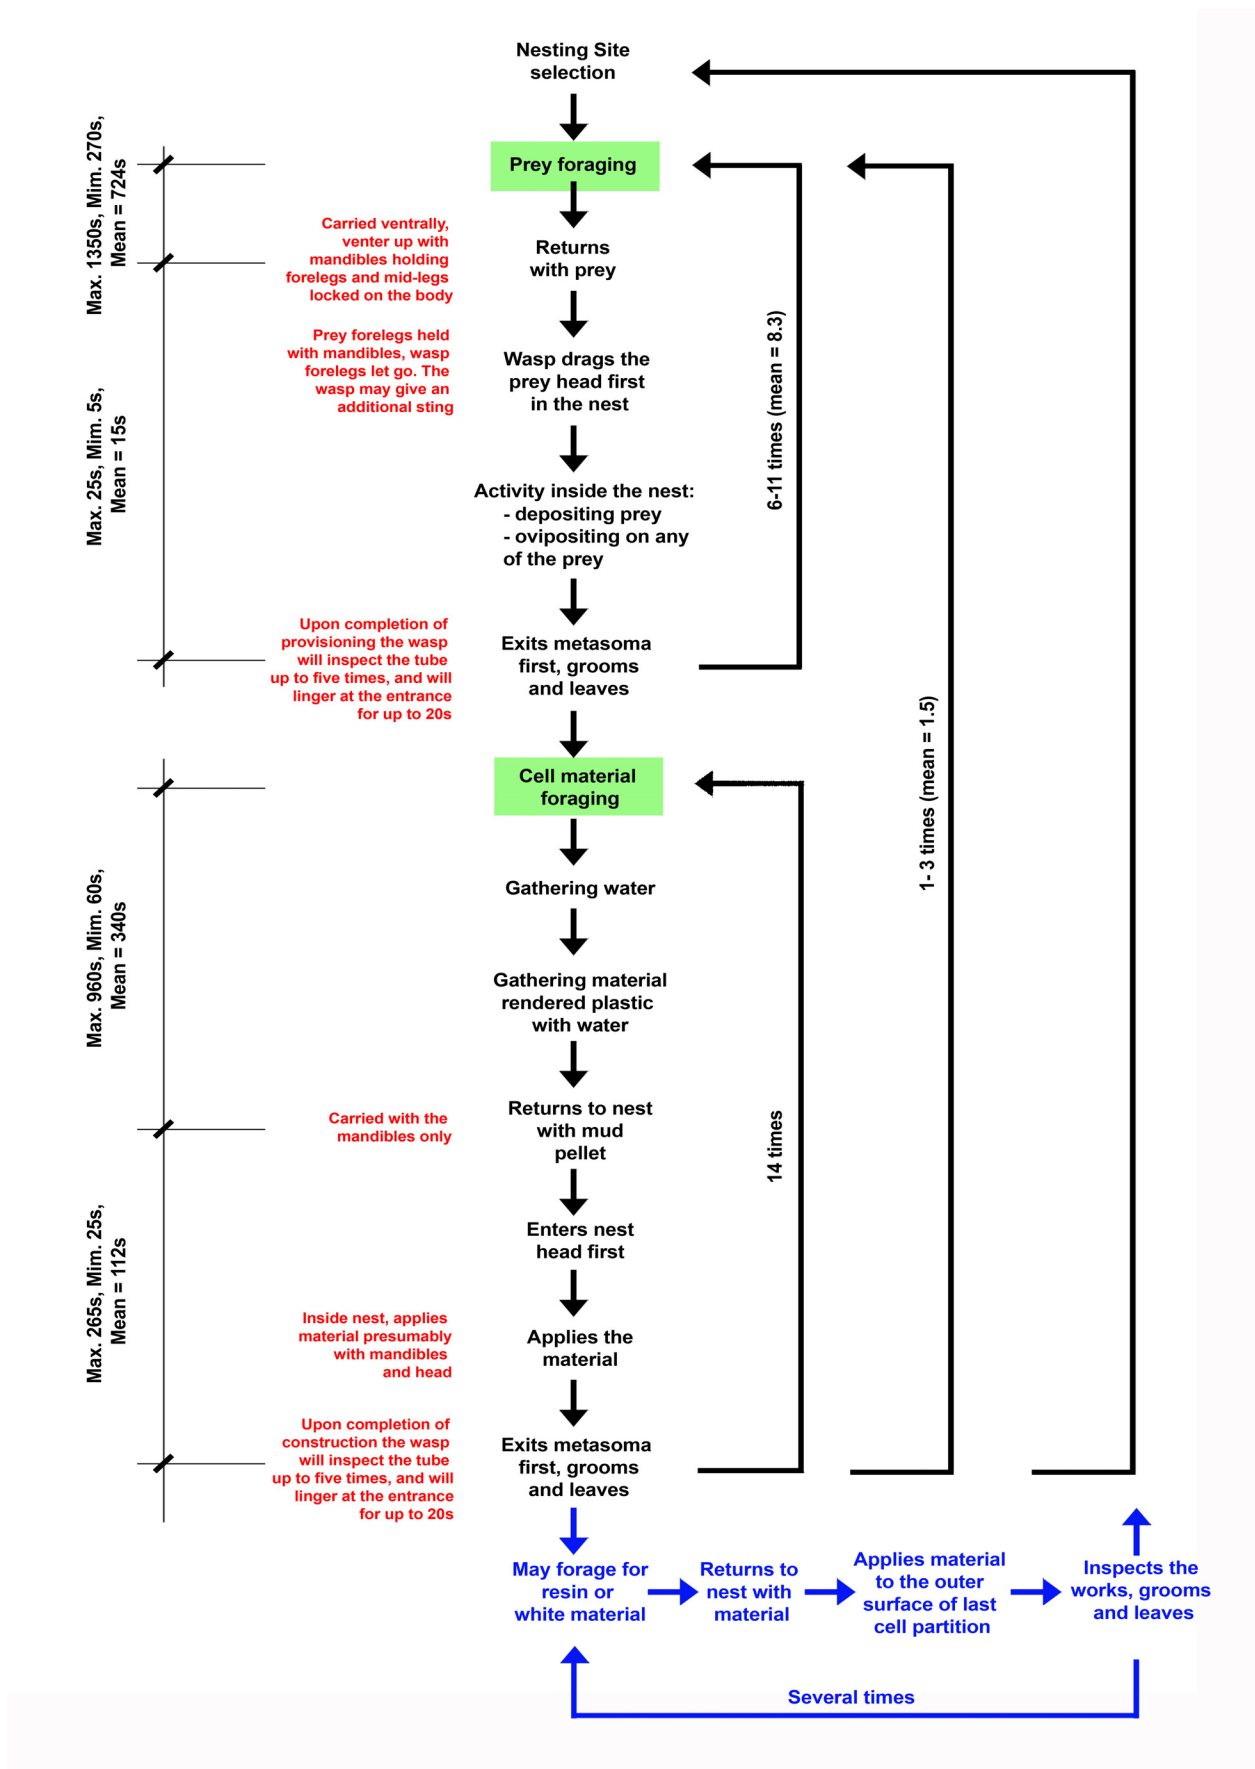 Nesting Site
selection
Prey foraging
Max. 1350s, Mim. 270s,
Mean = 724s
Carried ventrally,
venter up with
mandibles holding
forelegs and mid-legs
locked on the body
Returns
with prey
Prey forelegs held
with mandibles, wasp
forelegs let go. The
wasp may give an
additional sting
Wasp drags the
prey head first
in the nest
6-11 times (mean = 8.3)
Max. 25s, Mim. 5s,
Mean = 15s
Activity inside the nest:
- depositing prey
- ovipositing on any
of the prey
Upon completion of
provisioning the wasp
will inspect the tube
up to five times, and will
linger at the entrance
for up to 20s
Exits metasoma
first, grooms
and leaves
Cell material
foraging
1- 3 times (mean = 1.5)
Gathering water
Max. 960s, Mim. 60s,
Mean = 340s
Gathering material
rendered plastic
with water
Carried with the
mandibles only
Returns to nest
with mud
pellet
14 times
Enters nest
head first
Max. 265s, Mim. 25s,
Mean = 112s
Inside nest, applies
material presumably
with mandibles
and head
Applies the
material
Upon completion of
construction the wasp
will inspect the tube
up to five times, and will
linger at the entrance
for up to 20s
Exits metasoma
first, grooms
and leaves
May forage for
resin or
white material
Returns to
nest with
material
Applies material
to the outer
surface of last
cell partition
Inspects the
works, grooms
and leaves
Several times